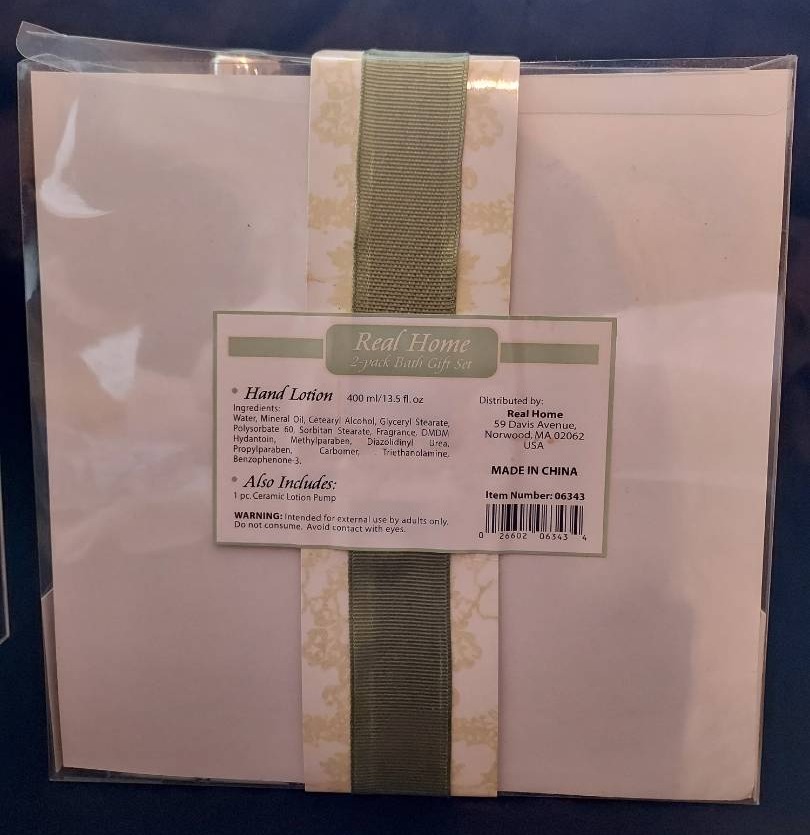 Real Home
2-pack Bath Gift Set
• Hand Lotion 400 ml/13.5 fl. oz
Ingredients:
Water, Mineral Oil, Cetearyl Alcohol, Glyceryl Stearate,
Polysorbate 60, Sorbitan Stearate, Fragrance, DMDM
Hydantoin, Methylparaben, Diazolidinyl Urea,
Propylparaben, Carbomer, Triethanolamine,
Benzophenone-3.
• Also Includes:
1 pc. Ceramic Lotion Pump
WARNING: Intended for external use by adults only.
Do not consume. Avoid contact with eyes.
Distributed by:
Real Home
59 Davis Avenue,
Norwood, MA 02062
USA
MADE IN CHINA
Item Number: 06343
0 26602 06343 4